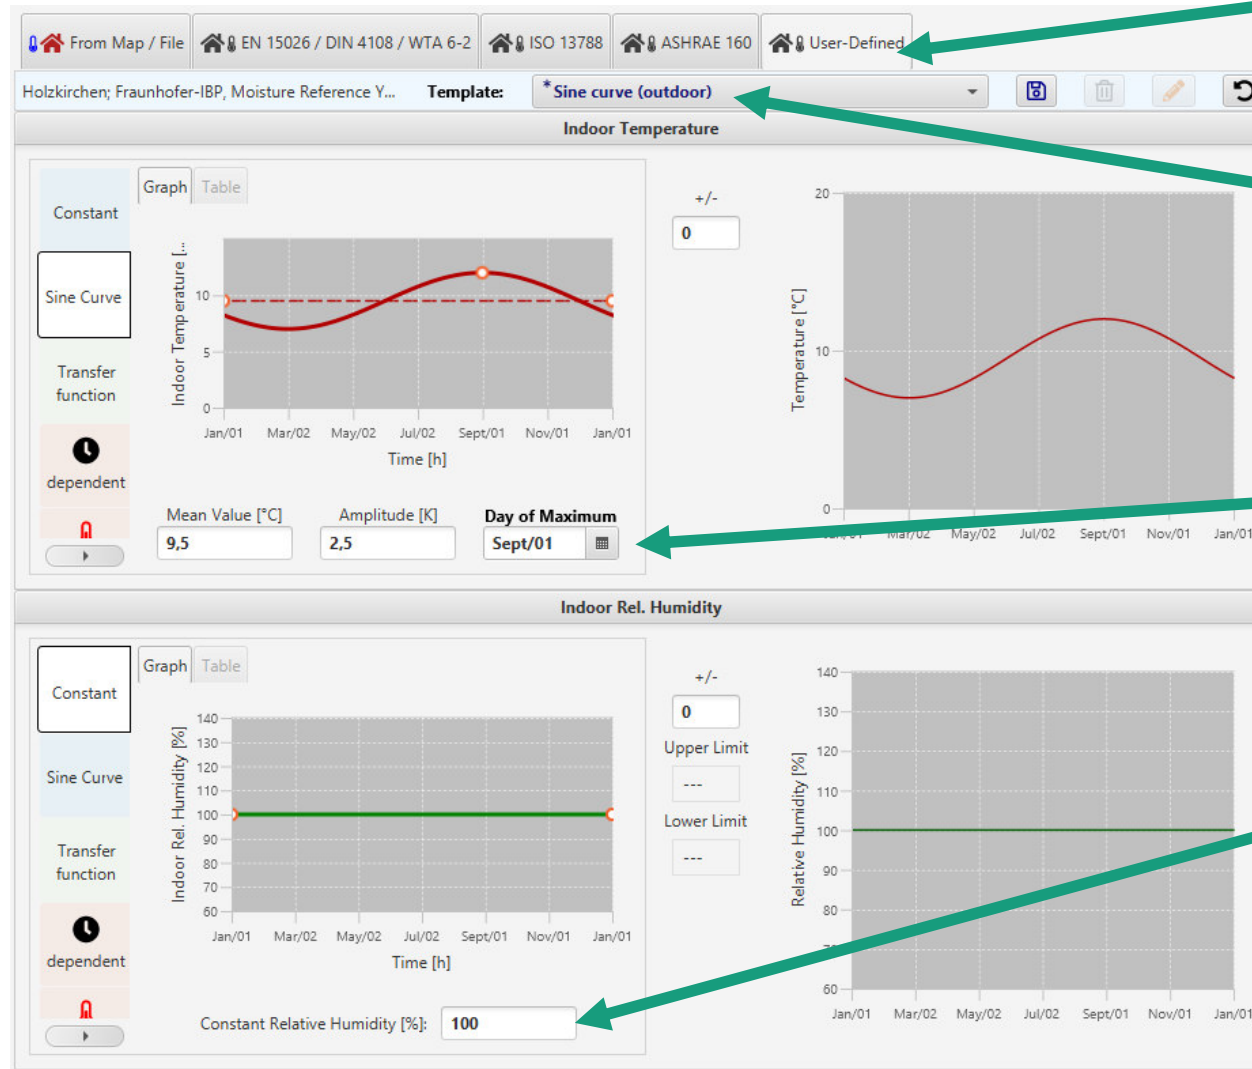 From Map / File
EN 15026 / DIN 4108 / WTA 6-2
ISO 13788
ASHRAE 160
User-Defined
Holzkirchen; Fraunhofer-IBP, Moisture Reference Y...
Template:
*Sine curve (outdoor)
Indoor Temperature
Constant
Sine Curve
Transfer
function
dependent
Graph
Table
Indoor Temperature [...
10
5
0
Jan/01 Mar/02 May/02 Jul/02 Sept/01 Nov/01 Jan/01
Time [h]
Mean Value [°C]
9,5
Amplitude [K]
2,5
Day of Maximum
Sept/01
+/-
0
Temperature [°C]
20
10
0
Mar/02 May/02 Jul/02 Sept/01 Nov/01 Jan/01
Indoor Rel. Humidity
Constant
Sine Curve
Transfer
function
dependent
Graph
Table
Indoor Rel. Humidity [%]
140
130
120
110
100
90
80
70
60
Jan/01 Mar/02 May/02 Jul/02 Sept/01 Nov/01 Jan/01
Time [h]
Constant Relative Humidity [%]: 100
+/-
0
Upper Limit
---
Lower Limit
---
Relative Humidity [%]
140
130
120
110
100
90
80
60
Jan/01 Mar/02 May/02 Jul/02 Sept/01 Nov/01 Jan/01